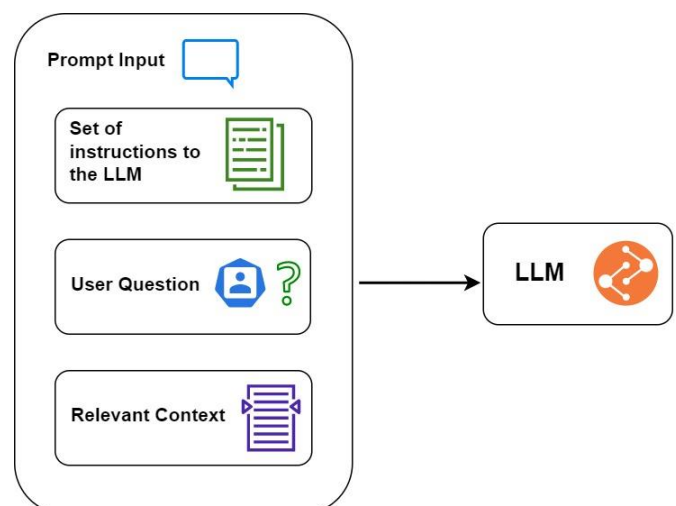 Prompt Input
Set of
instructions to
the LLM
User Question
?
Relevant Context
LLM